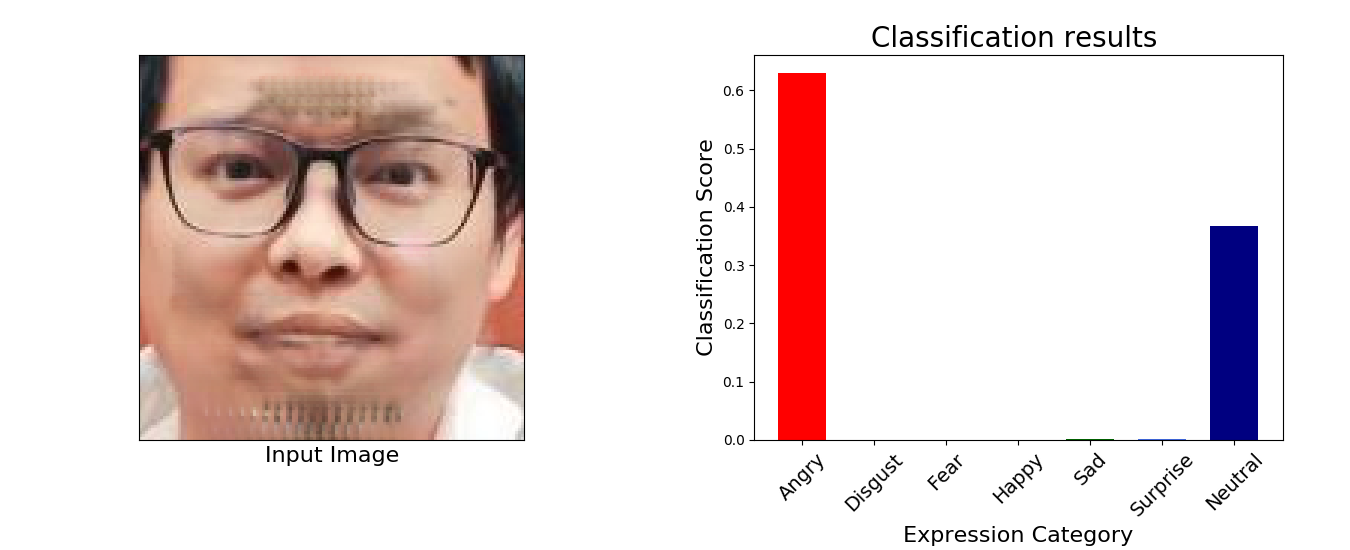 Classification results
Classification Score
0.6
0.5
0.4
0.3
0.2
0.1
0.0
Angry
Disgust
Fear
Happy
Sad
Surprise
Neutral
Input Image
Expression Category